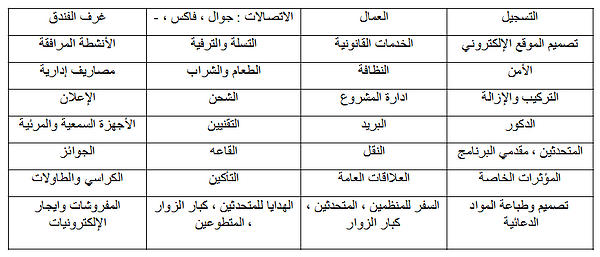 التسجيل
العمال
الاتصالات : جوال ، فاكس ، -
غرف الفندق
تصميم الموقع الإلكتروني
الخدمات القانونية
التسلة والترفية
الأنشطة المرافقة
الأمن
النظافة
الطعام والشراب
مصاريف إدارية
التركيب والإزالة
ادارة المشروع
الشحن
الإعلان
الدكور
البريد
التقنيين
الأجهزة السمعية والمرئية
المتحدثين ، مقدمي البرنامج
النقل
القاعه
الجوائز
المؤثرات الخاصة
العلاقات العامة
التأكين
الكراسي والطاولات
تصميم وطباعة المواد
الدعائية
السفر للمنظمين ، المتحدثين ،
كبار الزوار
الهدايا للمتحدثين ، كبار الزوار
، المتطوعين
المفروشات وايجار
الإلكترونيات